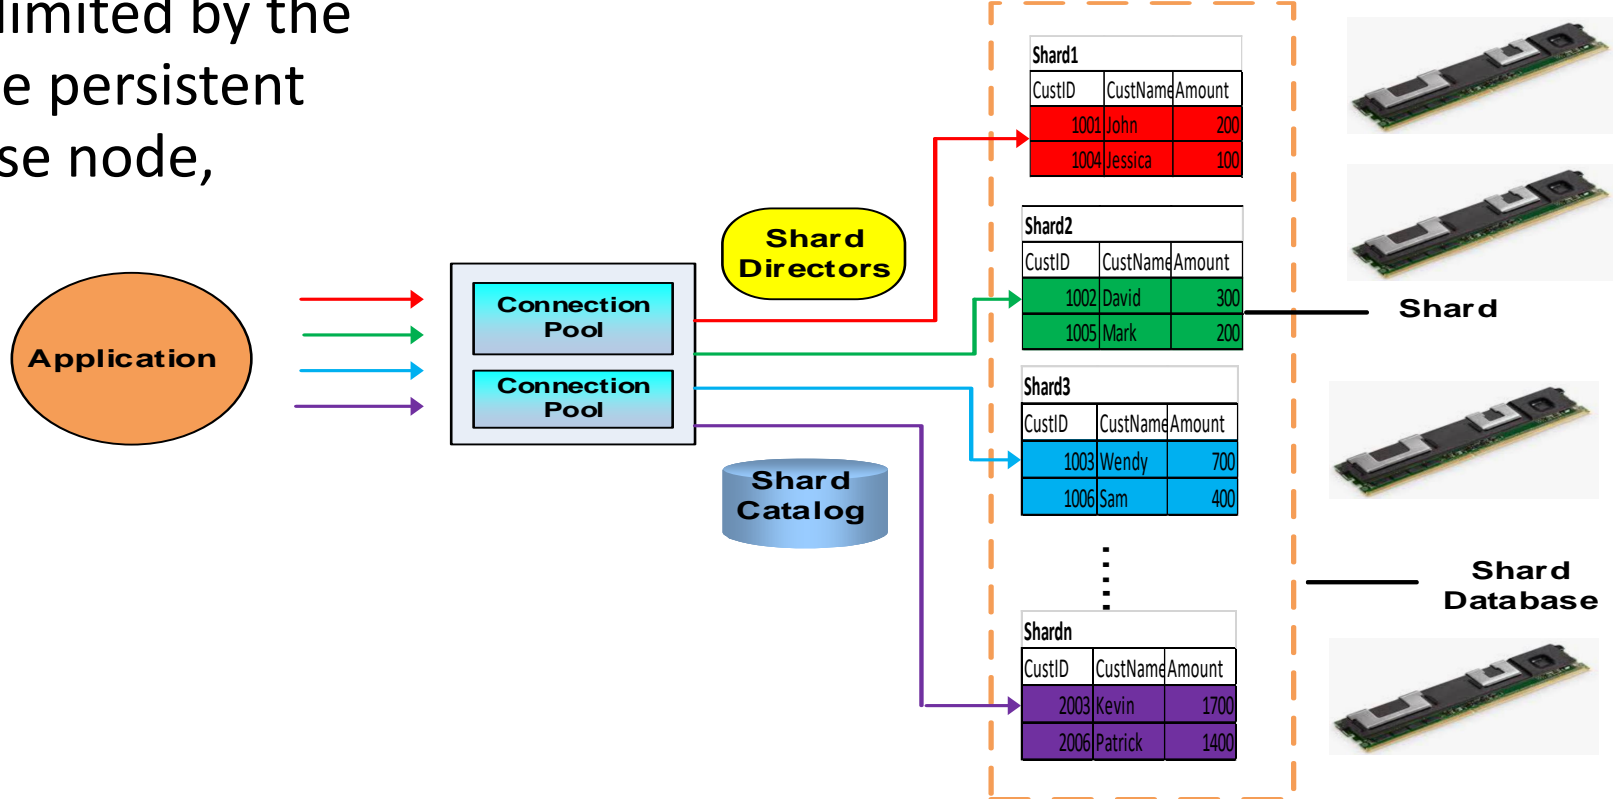 limited by the
e persistent
se node,
Shard1
CustID CustName Amount
1001 John 200
1004 Jessica 100
Shard
Directors
Shard2
CustID CustName Amount
1002 David 300
1005 Mark 200
Shard
Connection
Pool
Application
Connection
Pool
Shard3
CustID CustName Amount
1003 Wendy 700
1006 Sam 400
Shard
Catalog
Shard
Database
Shardn
CustID CustName Amount
2003 Kevin 1700
2006 Patrick 1400